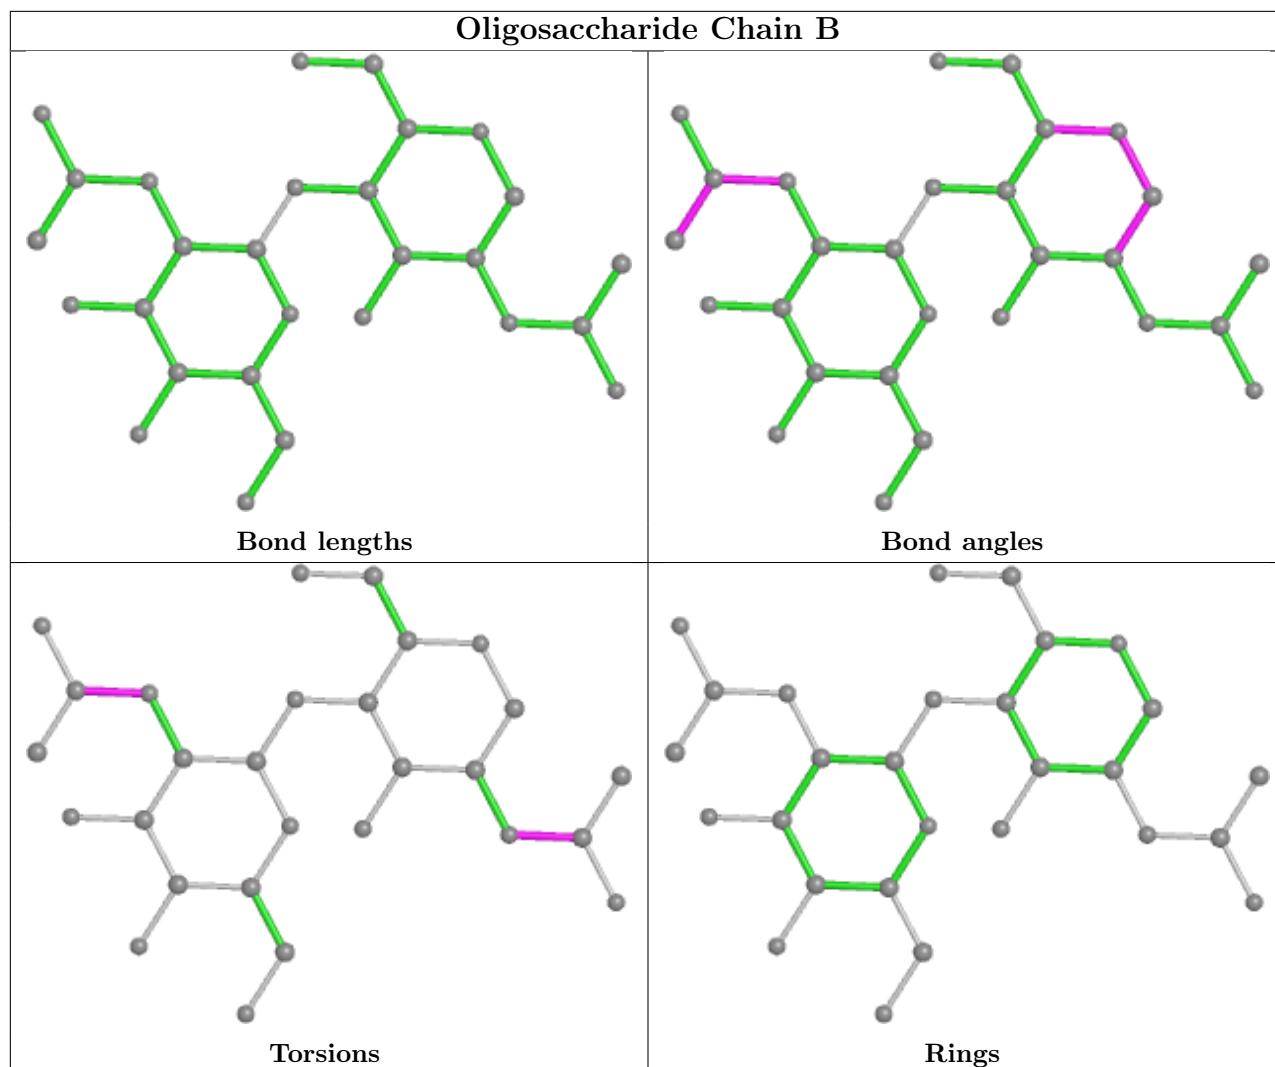 Oligosaccharide Chain B
Bond lengths
Bond angles
Torsions
Rings